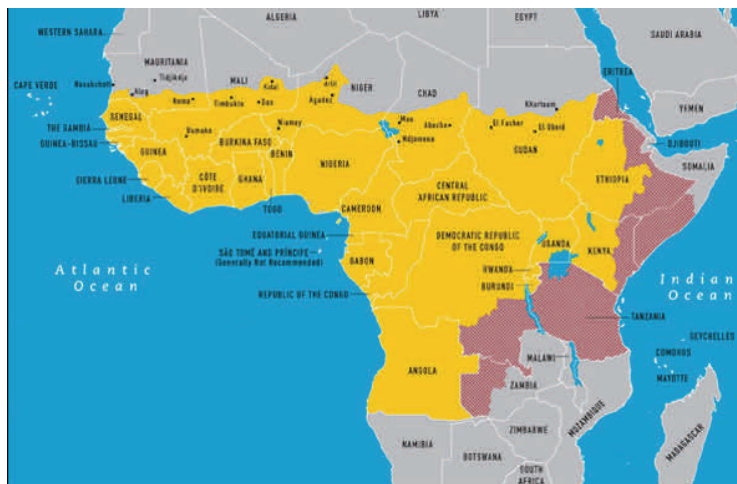 ALGERIA
LIBYA
EGYPT
WESTERN SAHARA
SAUDI ARABIA
MAURITANIA
Tidjikdja
MALI
NIGER
CHAD
ERITREA
CAPE VERDE
Nouakchott
Aleg
Nema
Timbuktu
Kidal
Gao
Arlit
Agadez
Khartoum
YEMEN
SENEGAL
THE GAMBIA
GUINEA-BISSAU
Bamako
Niamey
BURKINA FASO
Mao
Abeche
El Fasher
El Obeid
Ndjamena
DJIBOUTI
GUINEA
BENIN
NIGERIA
SUDAN
SOMALIA
SIERRA LEONE
CÔTE
D'IVOIRE
GHANA
CENTRAL
AFRICAN REPUBLIC
ETHIOPIA
LIBERIA
TOGO
CAMEROON
EQUATORIAL GUINEA
DEMOCRATIC REPUBLIC
OF THE CONGO
UGANDA
KENYA
SÃO TOMÉ AND PRÍNCIPE
(Generally Not Recommended)
GABON
Atlantic
Ocean
RWANDA
BURUNDI
Indian
Ocean
REPUBLIC OF THE CONGO
TANZANIA
SEYCHELLES
COMOROS
MAYOTTE
MALAWI
ANGOLA
ZAMBIA
MOZAMBIQUE
MADAGASCAR
ZIMBABWE
NAMIBIA
BOTSWANA
SOUTH
AFRICA